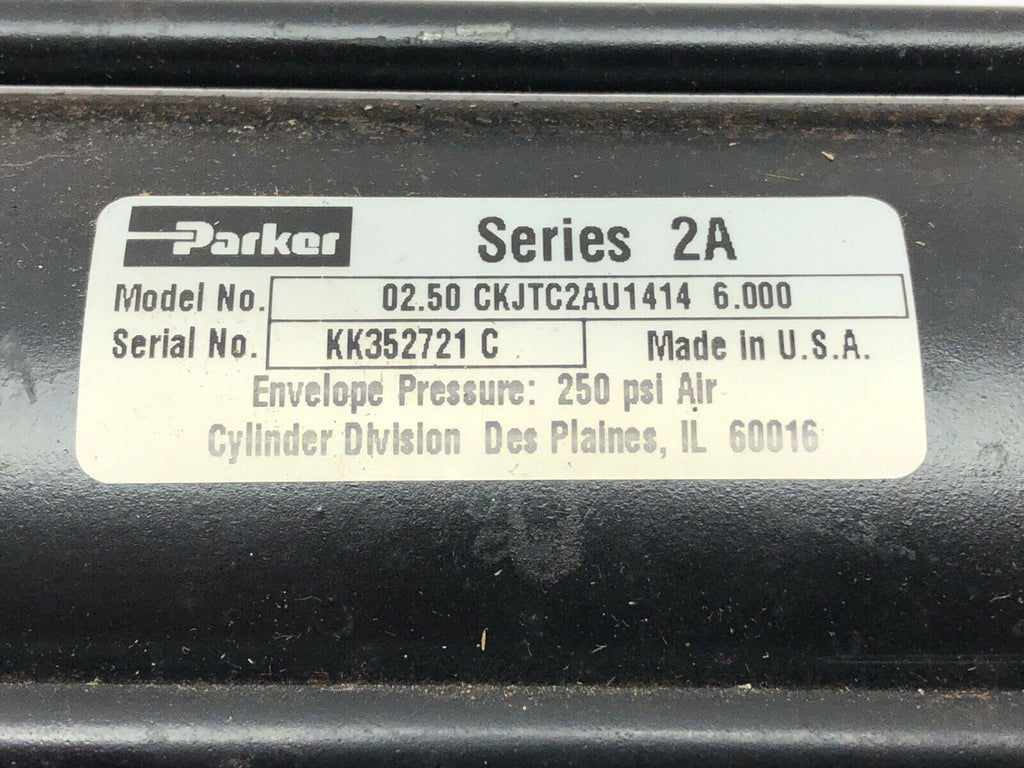 Parker Series 2A
Model No. 02.50 CKJTC2AU1414 6.000
Serial No. KK352721 C Made in U.S.A.
Envelope Pressure: 250 psi Air
Cylinder Division Des Plaines, IL 60016